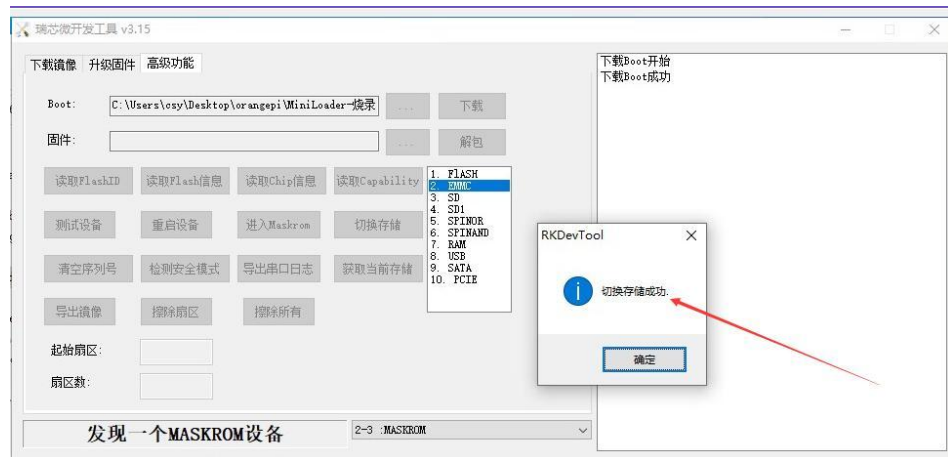 瑞芯微开发工具 v3.15
下载镜像 升级固件 高级功能
Boot: C:\Users\csy\Desktop\orangepi\MiniLoader-烧录 ... 下载
固件: ... 解包
读取FlashID 读取Flash信息 读取Chip信息 读取Capability
测试设备 重启设备 进入Maskrom 切换存储
清空序列号 检测安全模式 导出串口日志 获取当前存储
导出镜像 擦除扇区 擦除所有
起始扇区:
扇区数:
1. FlASH
2. EMMC
3. SD
4. SD1
5. SPINOR
6. SPINAND
7. RAM
8. USB
9. SATA
10. PCIE
发现一个MASKROM设备 2-3 :MASKROM
下载Boot开始
下载Boot成功
RKDevTool
切换存储成功.
确定